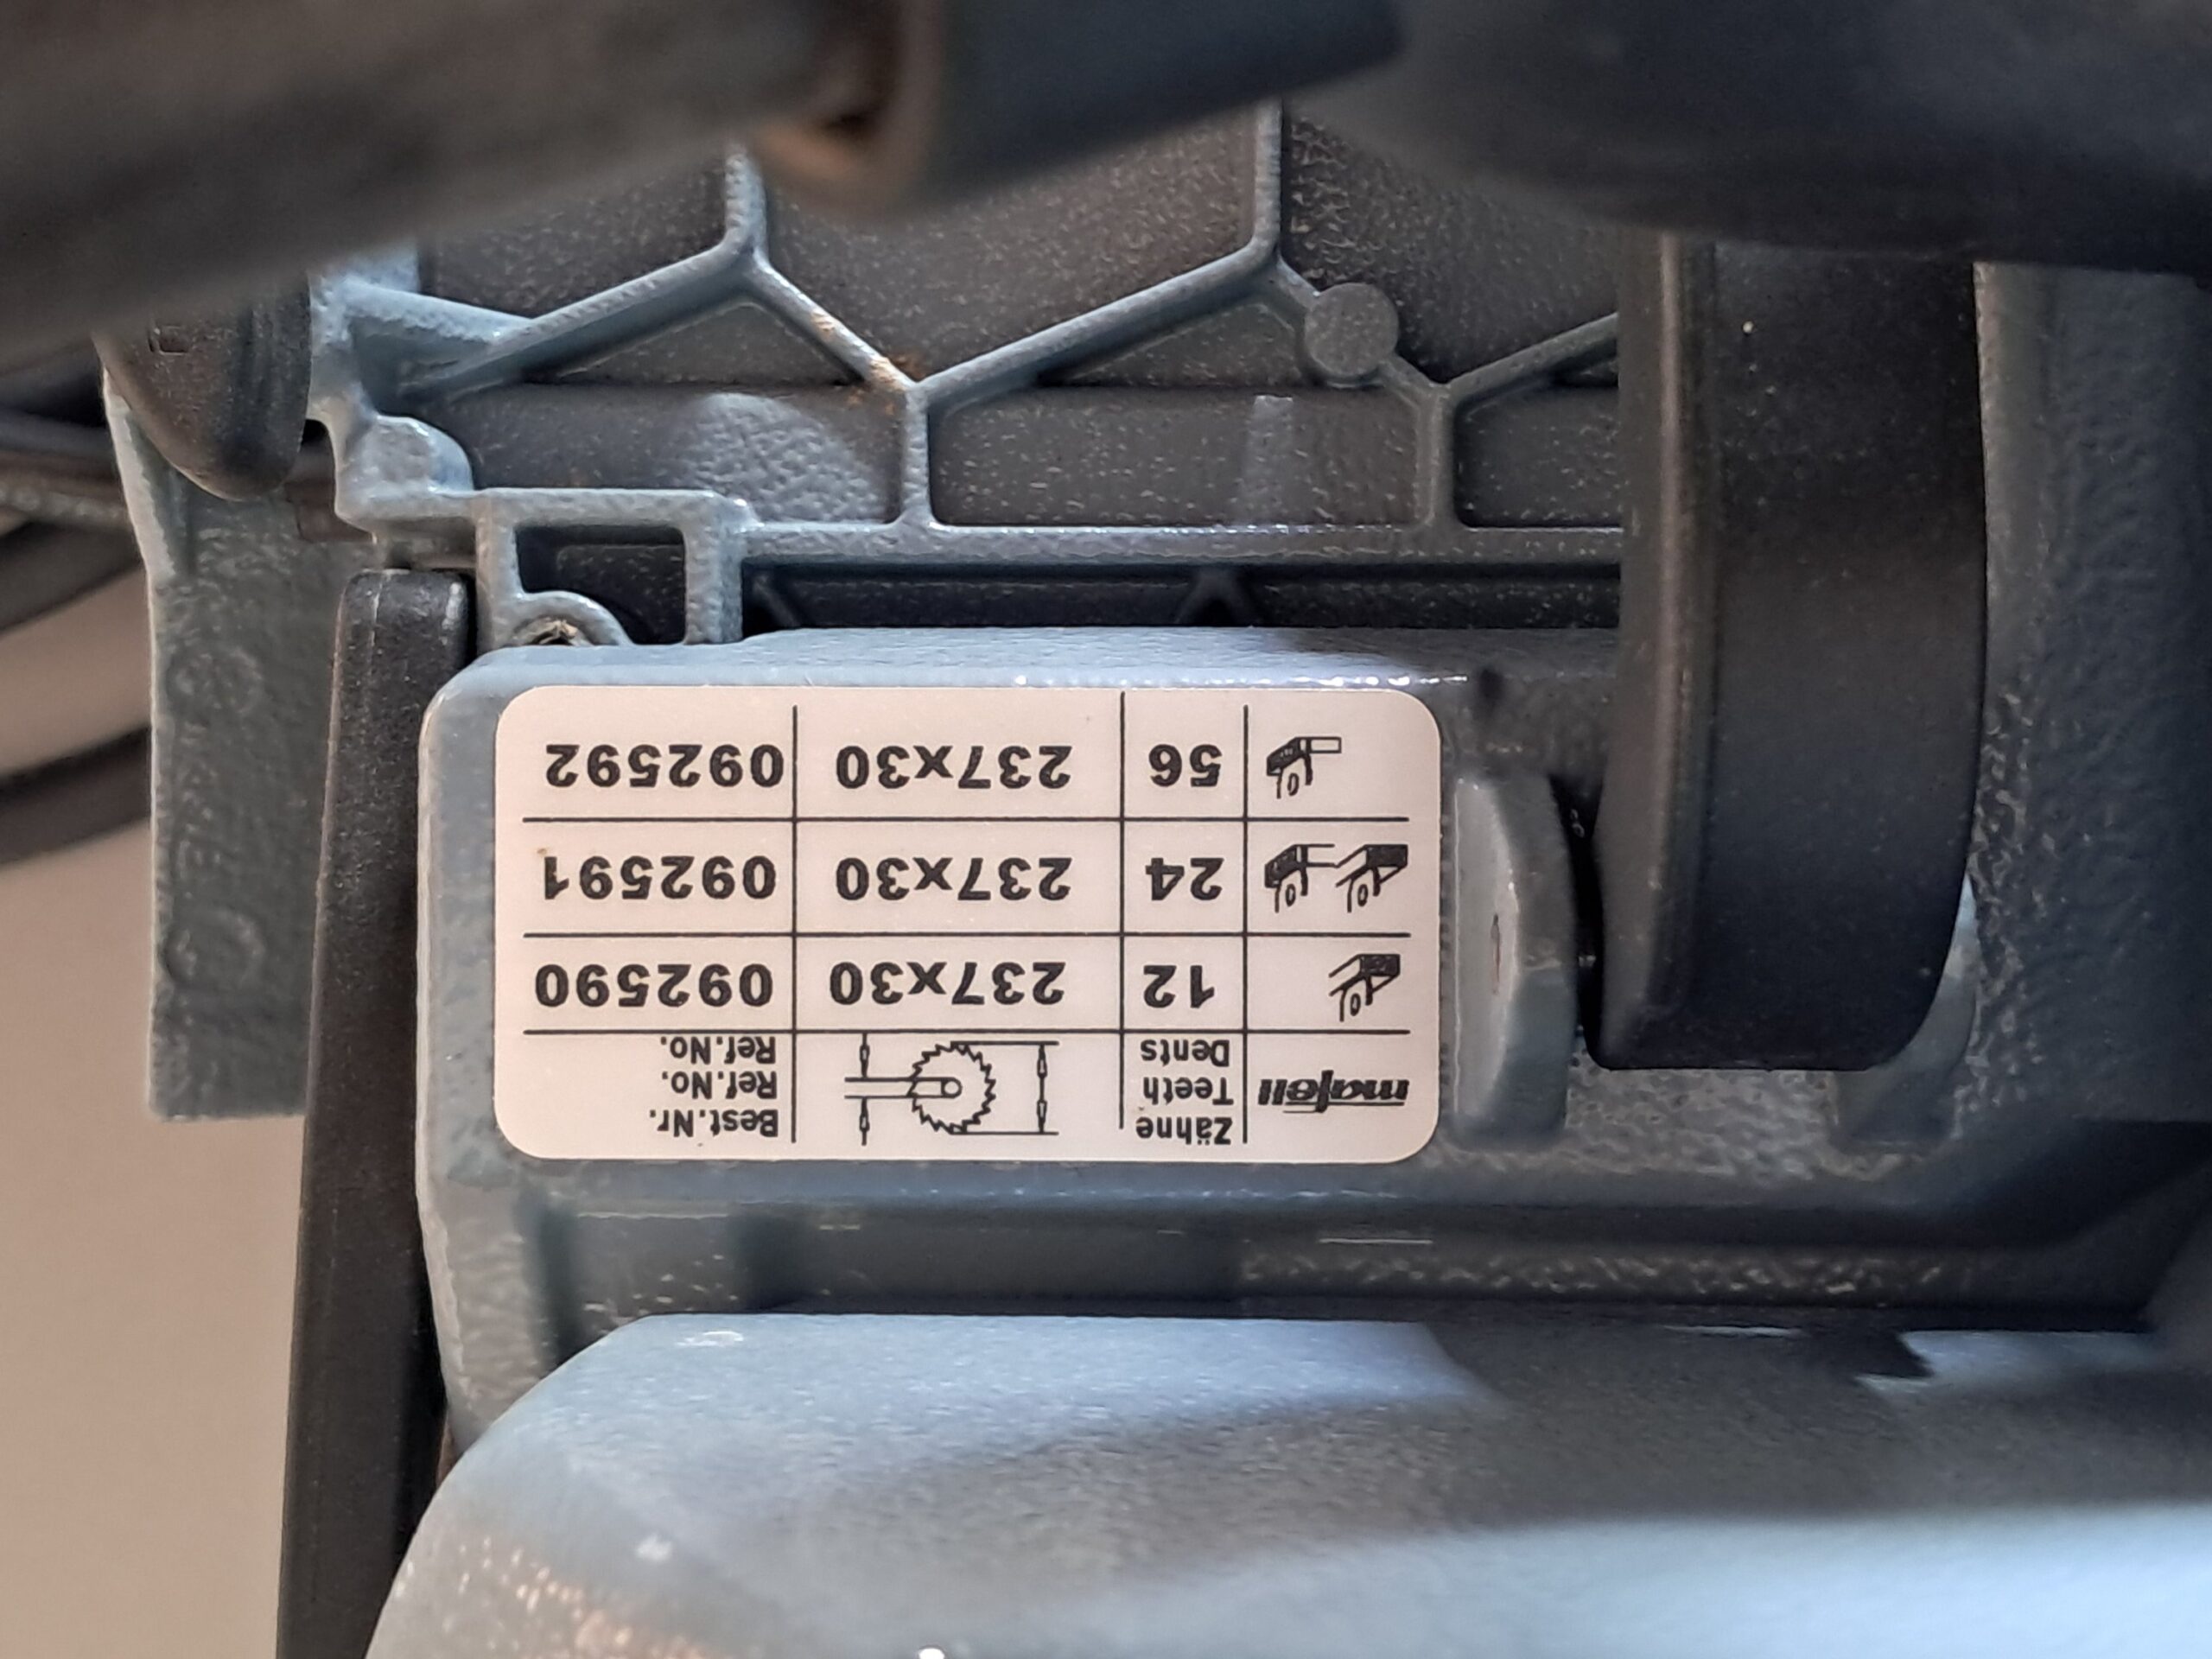 mafell Zähne Best.Nr.
Teeth Ref.No.
Dents Ref.No.
12 237x30 092590
24 237x30 092591
56 237x30 092592